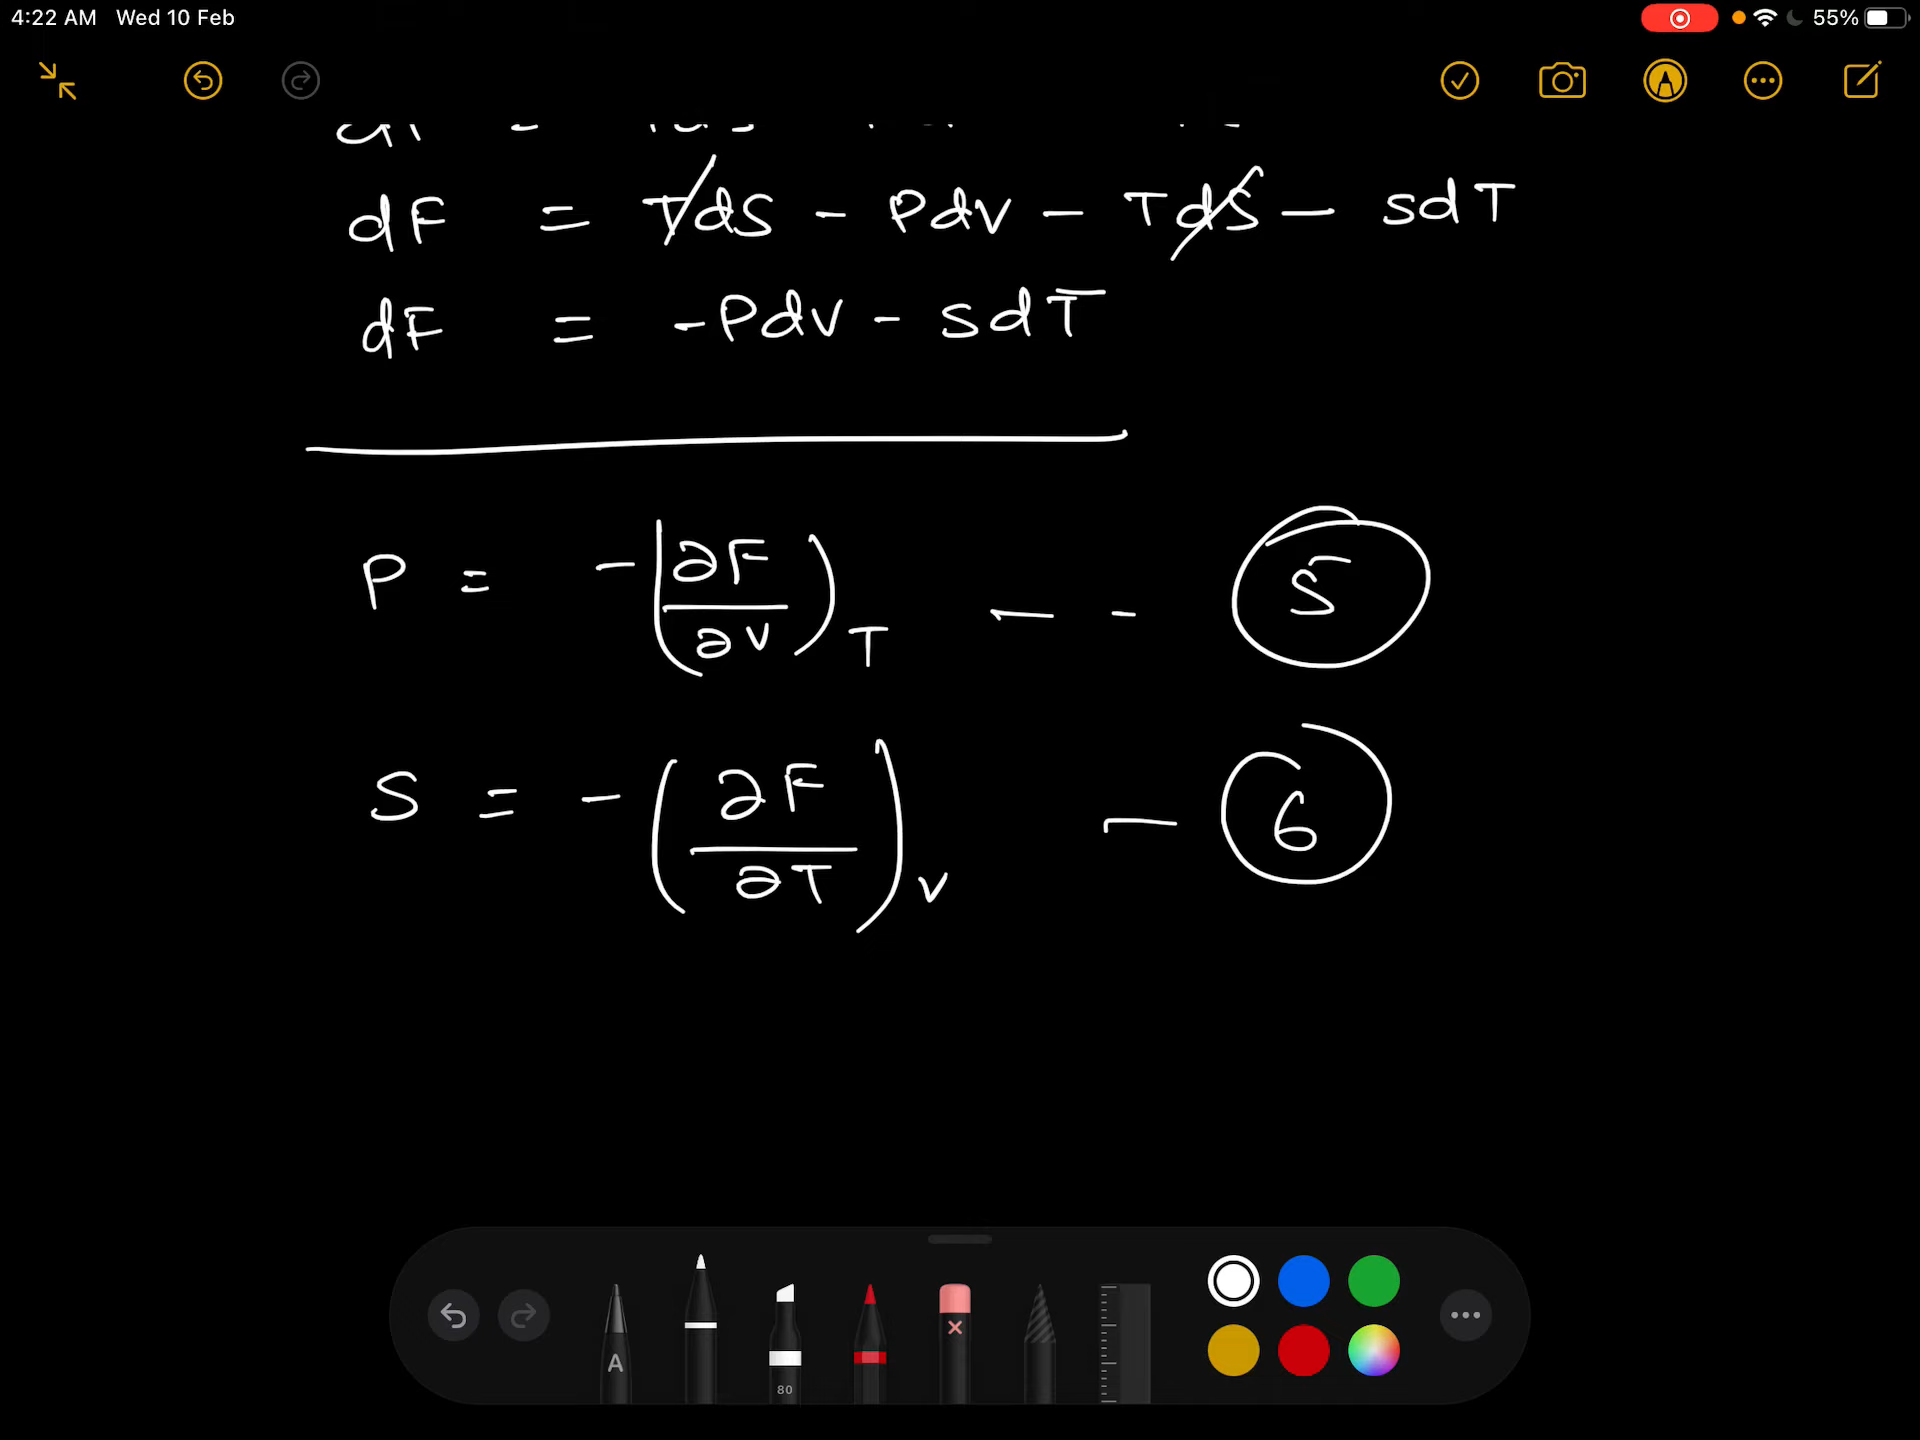 4:22 AM Wed 10 Feb 55%
dF = TdS - PdV - TdS - SdT
dF = -PdV - SdT
P = -(∂F/∂V)T -- 5
S = -(∂F/∂T)V - 6
A
80